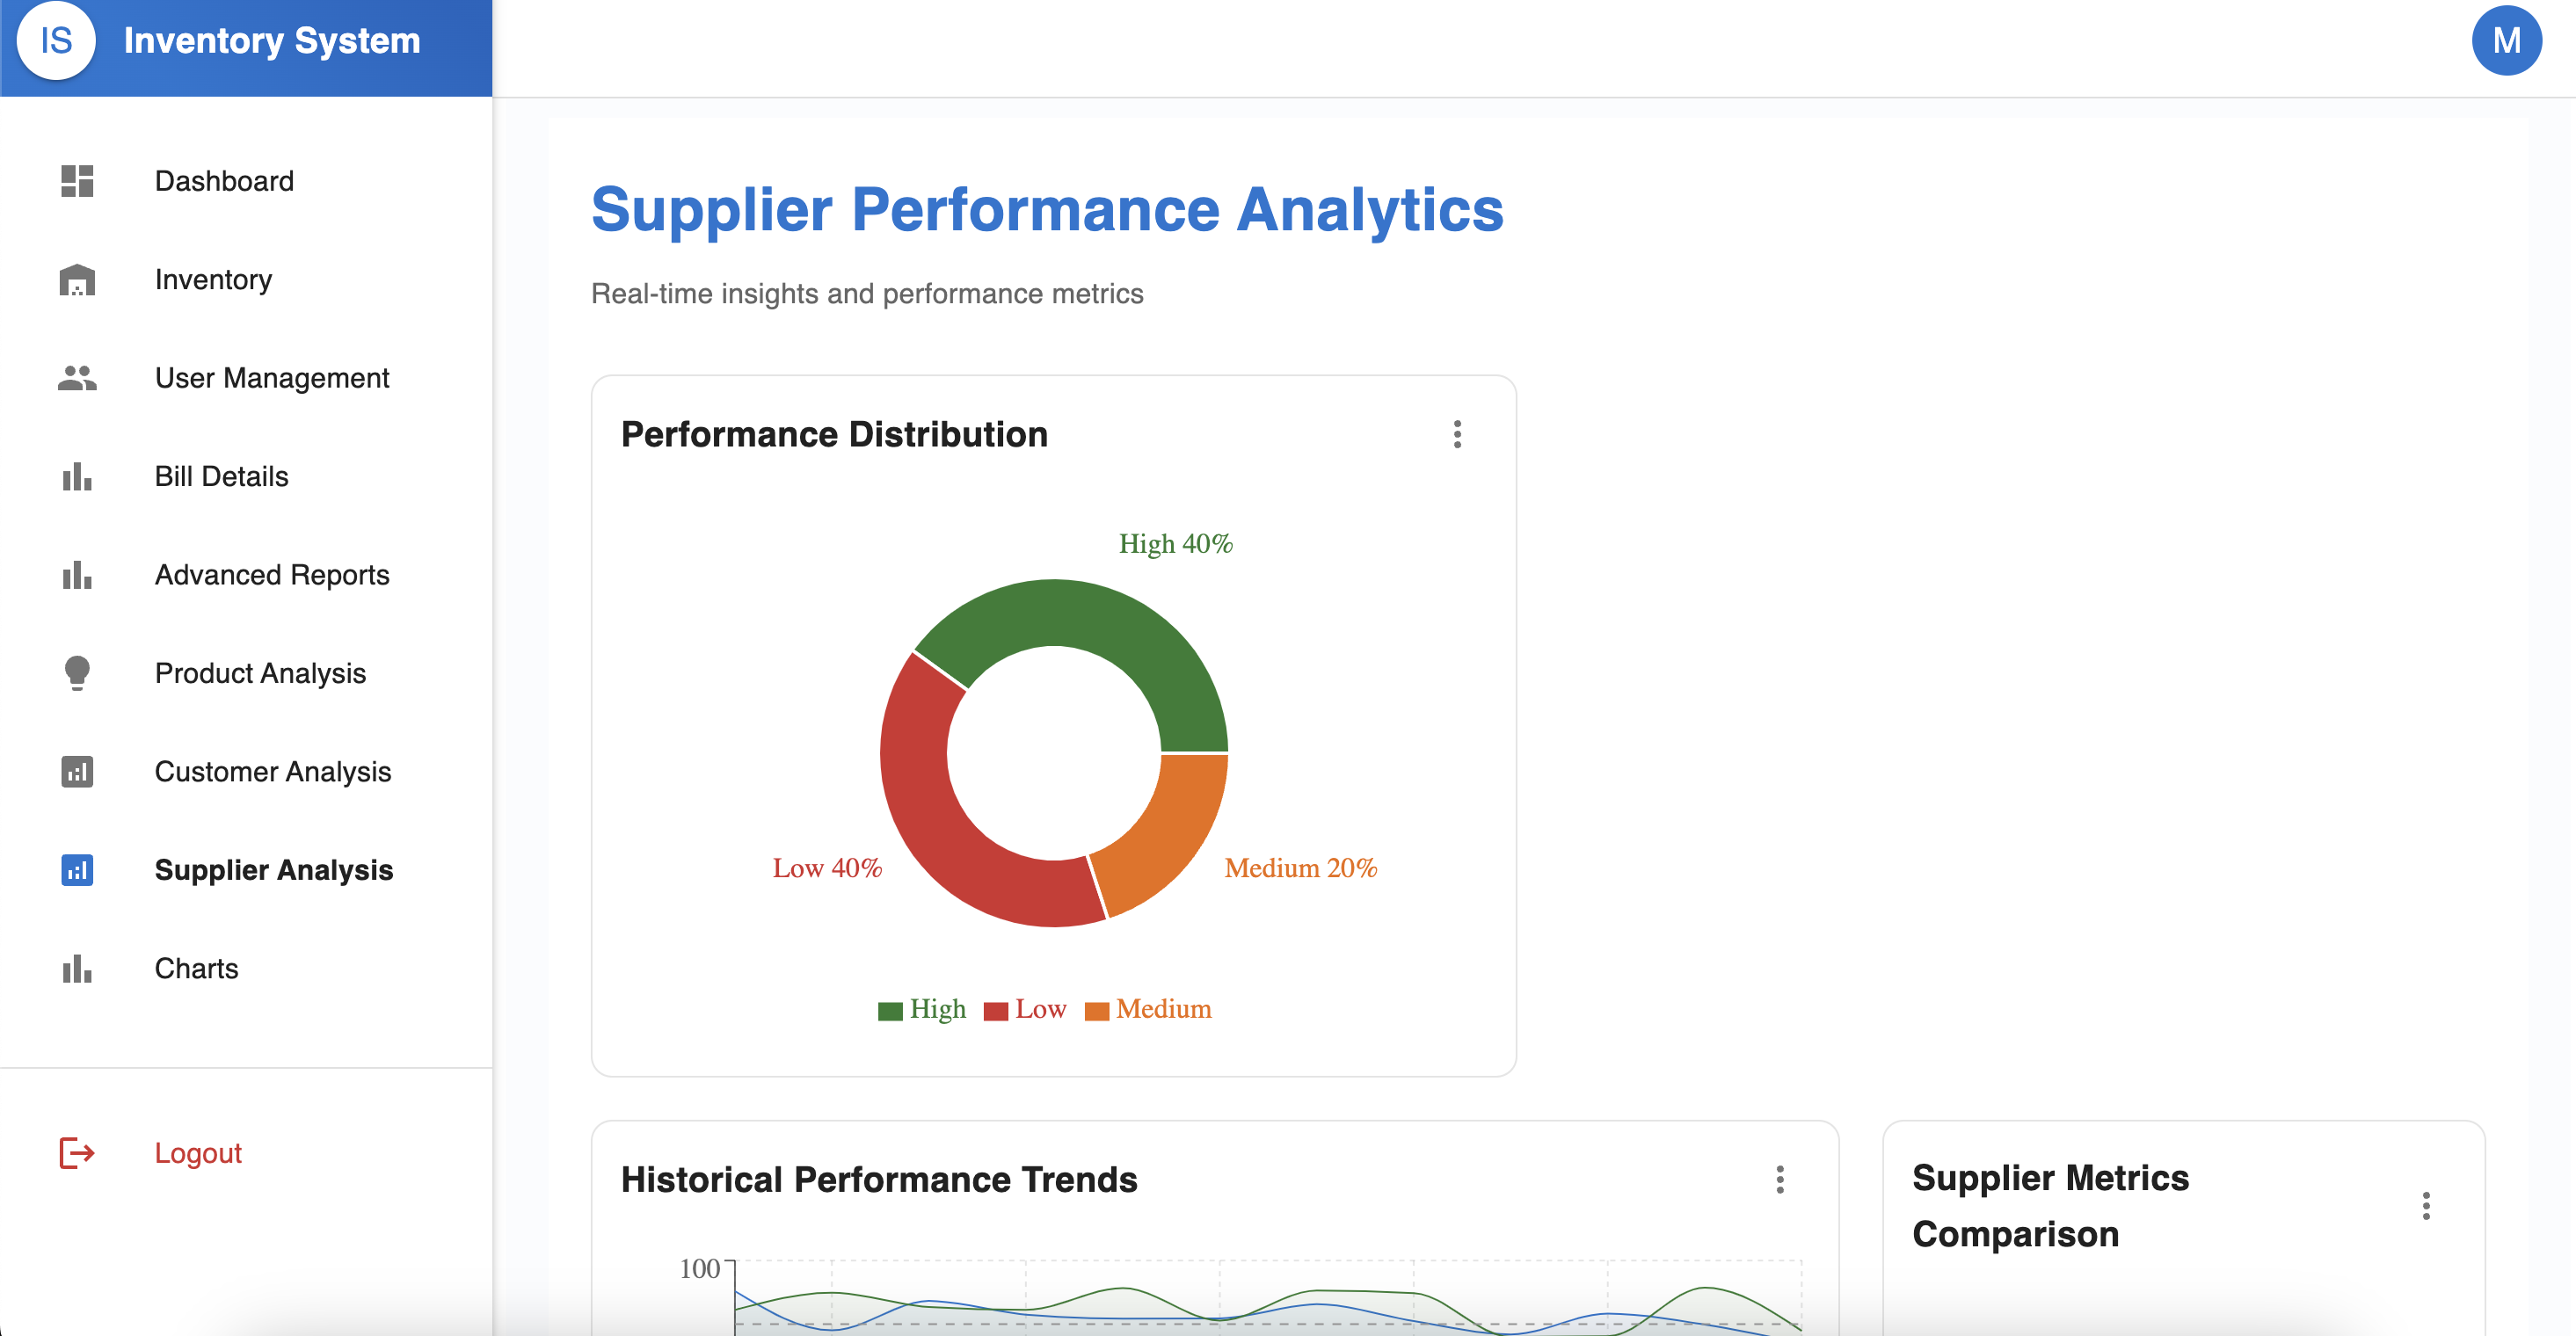 IS Inventory System
M
Dashboard
Inventory
User Management
Bill Details
Advanced Reports
Product Analysis
Customer Analysis
Supplier Analysis
Charts
Logout
Supplier Performance Analytics
Real-time insights and performance metrics
Performance Distribution
High 40%
Low 40%
Medium 20%
High Low Medium
Historical Performance Trends
100
Supplier Metrics
Comparison